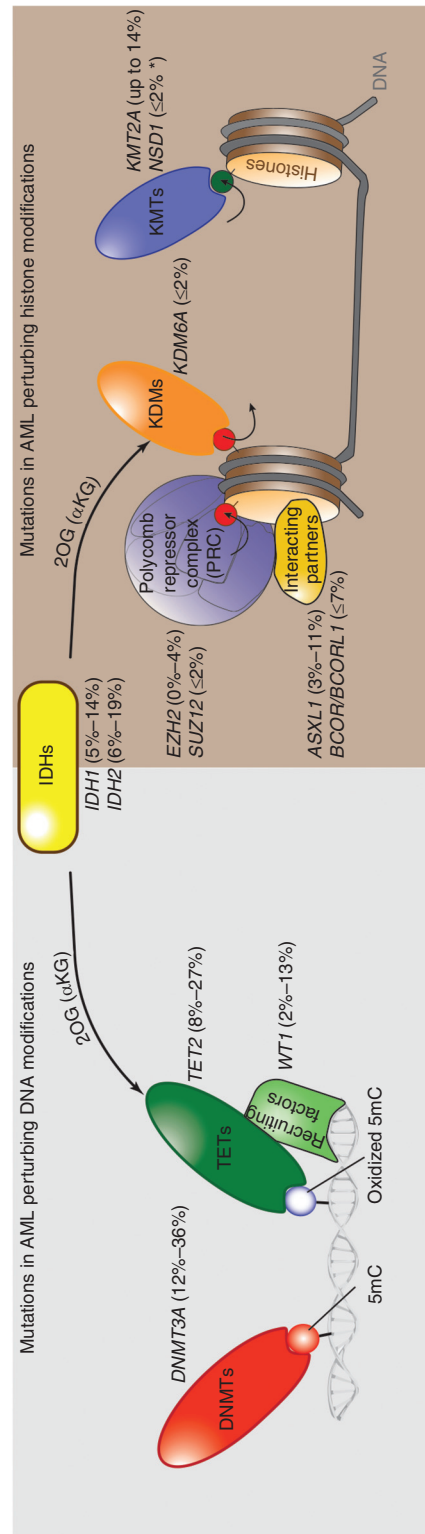 Mutations in AML perturbing DNA modifications
Mutations in AML perturbing histone modifications
IDHs
IDH1 (5%–14%)
IDH2 (6%–19%)
2OG (αKG)
2OG (αKG)
DNMT3A (12%–36%)
DNMTs
5mC
TET2 (8%–27%)
TETs
WT1 (2%–13%)
Recruiting
factors
Oxidized 5mC
EZH2 (0%–4%)
SUZ12 (≤2%)
Polycomb
repressor
complex
(PRC)
Interacting
partners
ASXL1 (3%–11%)
BCOR/BCORL1 (≤7%)
KDMs
KDM6A (≤2%)
KMTs
KMT2A (up to 14%)
NSD1 (≤2% *)
Histones
DNA